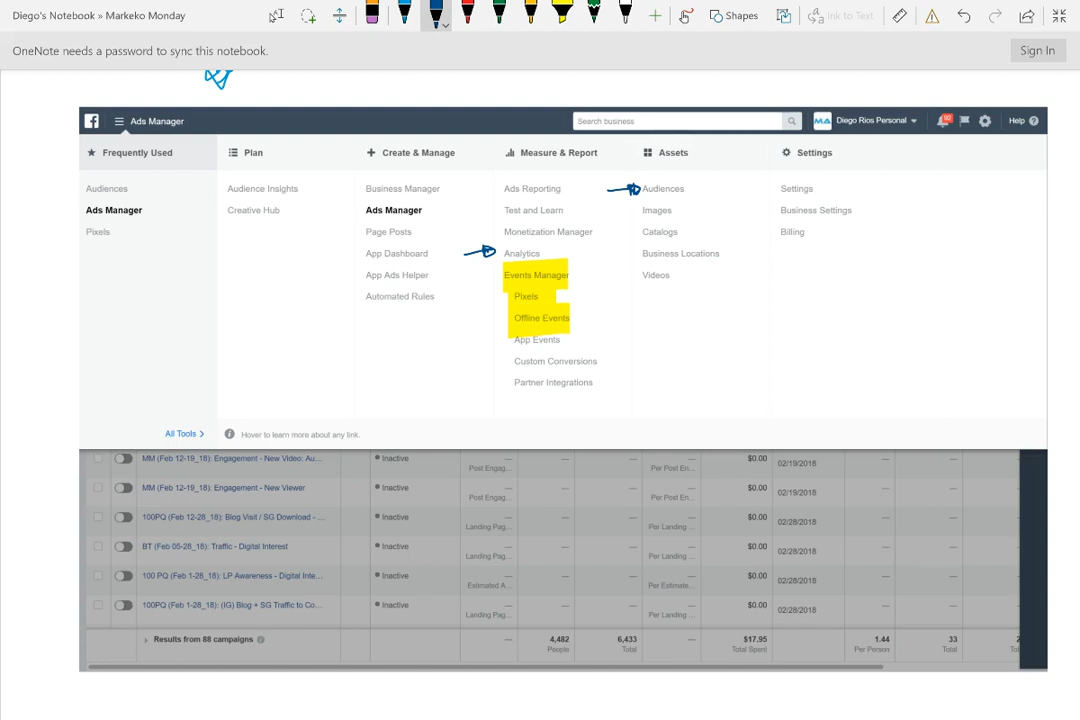 Diego's Notebook » Markeko Monday
Shapes
Ink to Text
OneNote needs a password to sync this notebook.
Sign In
Ads Manager
Search business
MA
Diego Rios Personal
92
Help
Frequently Used
Plan
Create & Manage
Measure & Report
Assets
Settings
Audiences
Ads Manager
Pixels
Audience Insights
Creative Hub
Business Manager
Ads Manager
Page Posts
App Dashboard
App Ads Helper
Automated Rules
Ads Reporting
Test and Learn
Monetization Manager
Analytics
Events Manager
Pixels
Offline Events
App Events
Custom Conversions
Partner Integrations
Audiences
Images
Catalogs
Business Locations
Videos
Settings
Business Settings
Billing
All Tools >
Hover to learn more about any link.
MM (Feb 12-19_18): Engagement - New Video: Au... Inactive — — — $0.00 02/19/2018 — —
Post Engag... Per Post En...
MM (Feb 12-19_18): Engagement - New Viewer Inactive — — — — $0.00 02/19/2018 — —
Post Engag... Per Post En...
100PQ (Feb 12-28_18): Blog Visit / SG Download - ... Inactive — — — — $0.00 02/28/2018 — —
Landing Pag... Per Landing ...
BT (Feb 05-28_18): Traffic - Digital Interest Inactive — — — — $0.00 02/28/2018 — —
Landing Pag... Per Landing ...
100 PQ (Feb 1-28_18): LP Awareness - Digital Inte... Inactive — — — — $0.00 02/28/2018 — —
Estimated A... Per Estimate...
100PQ (Feb 1-28_18): (IG) Blog + SG Traffic to Co... Inactive — — — — $0.00 02/28/2018 — —
Landing Pag... Per Landing ...
Results from 88 campaigns — 4,482 6,433 — $17.95 1.44 33
People Total Total Spent Per Person Total